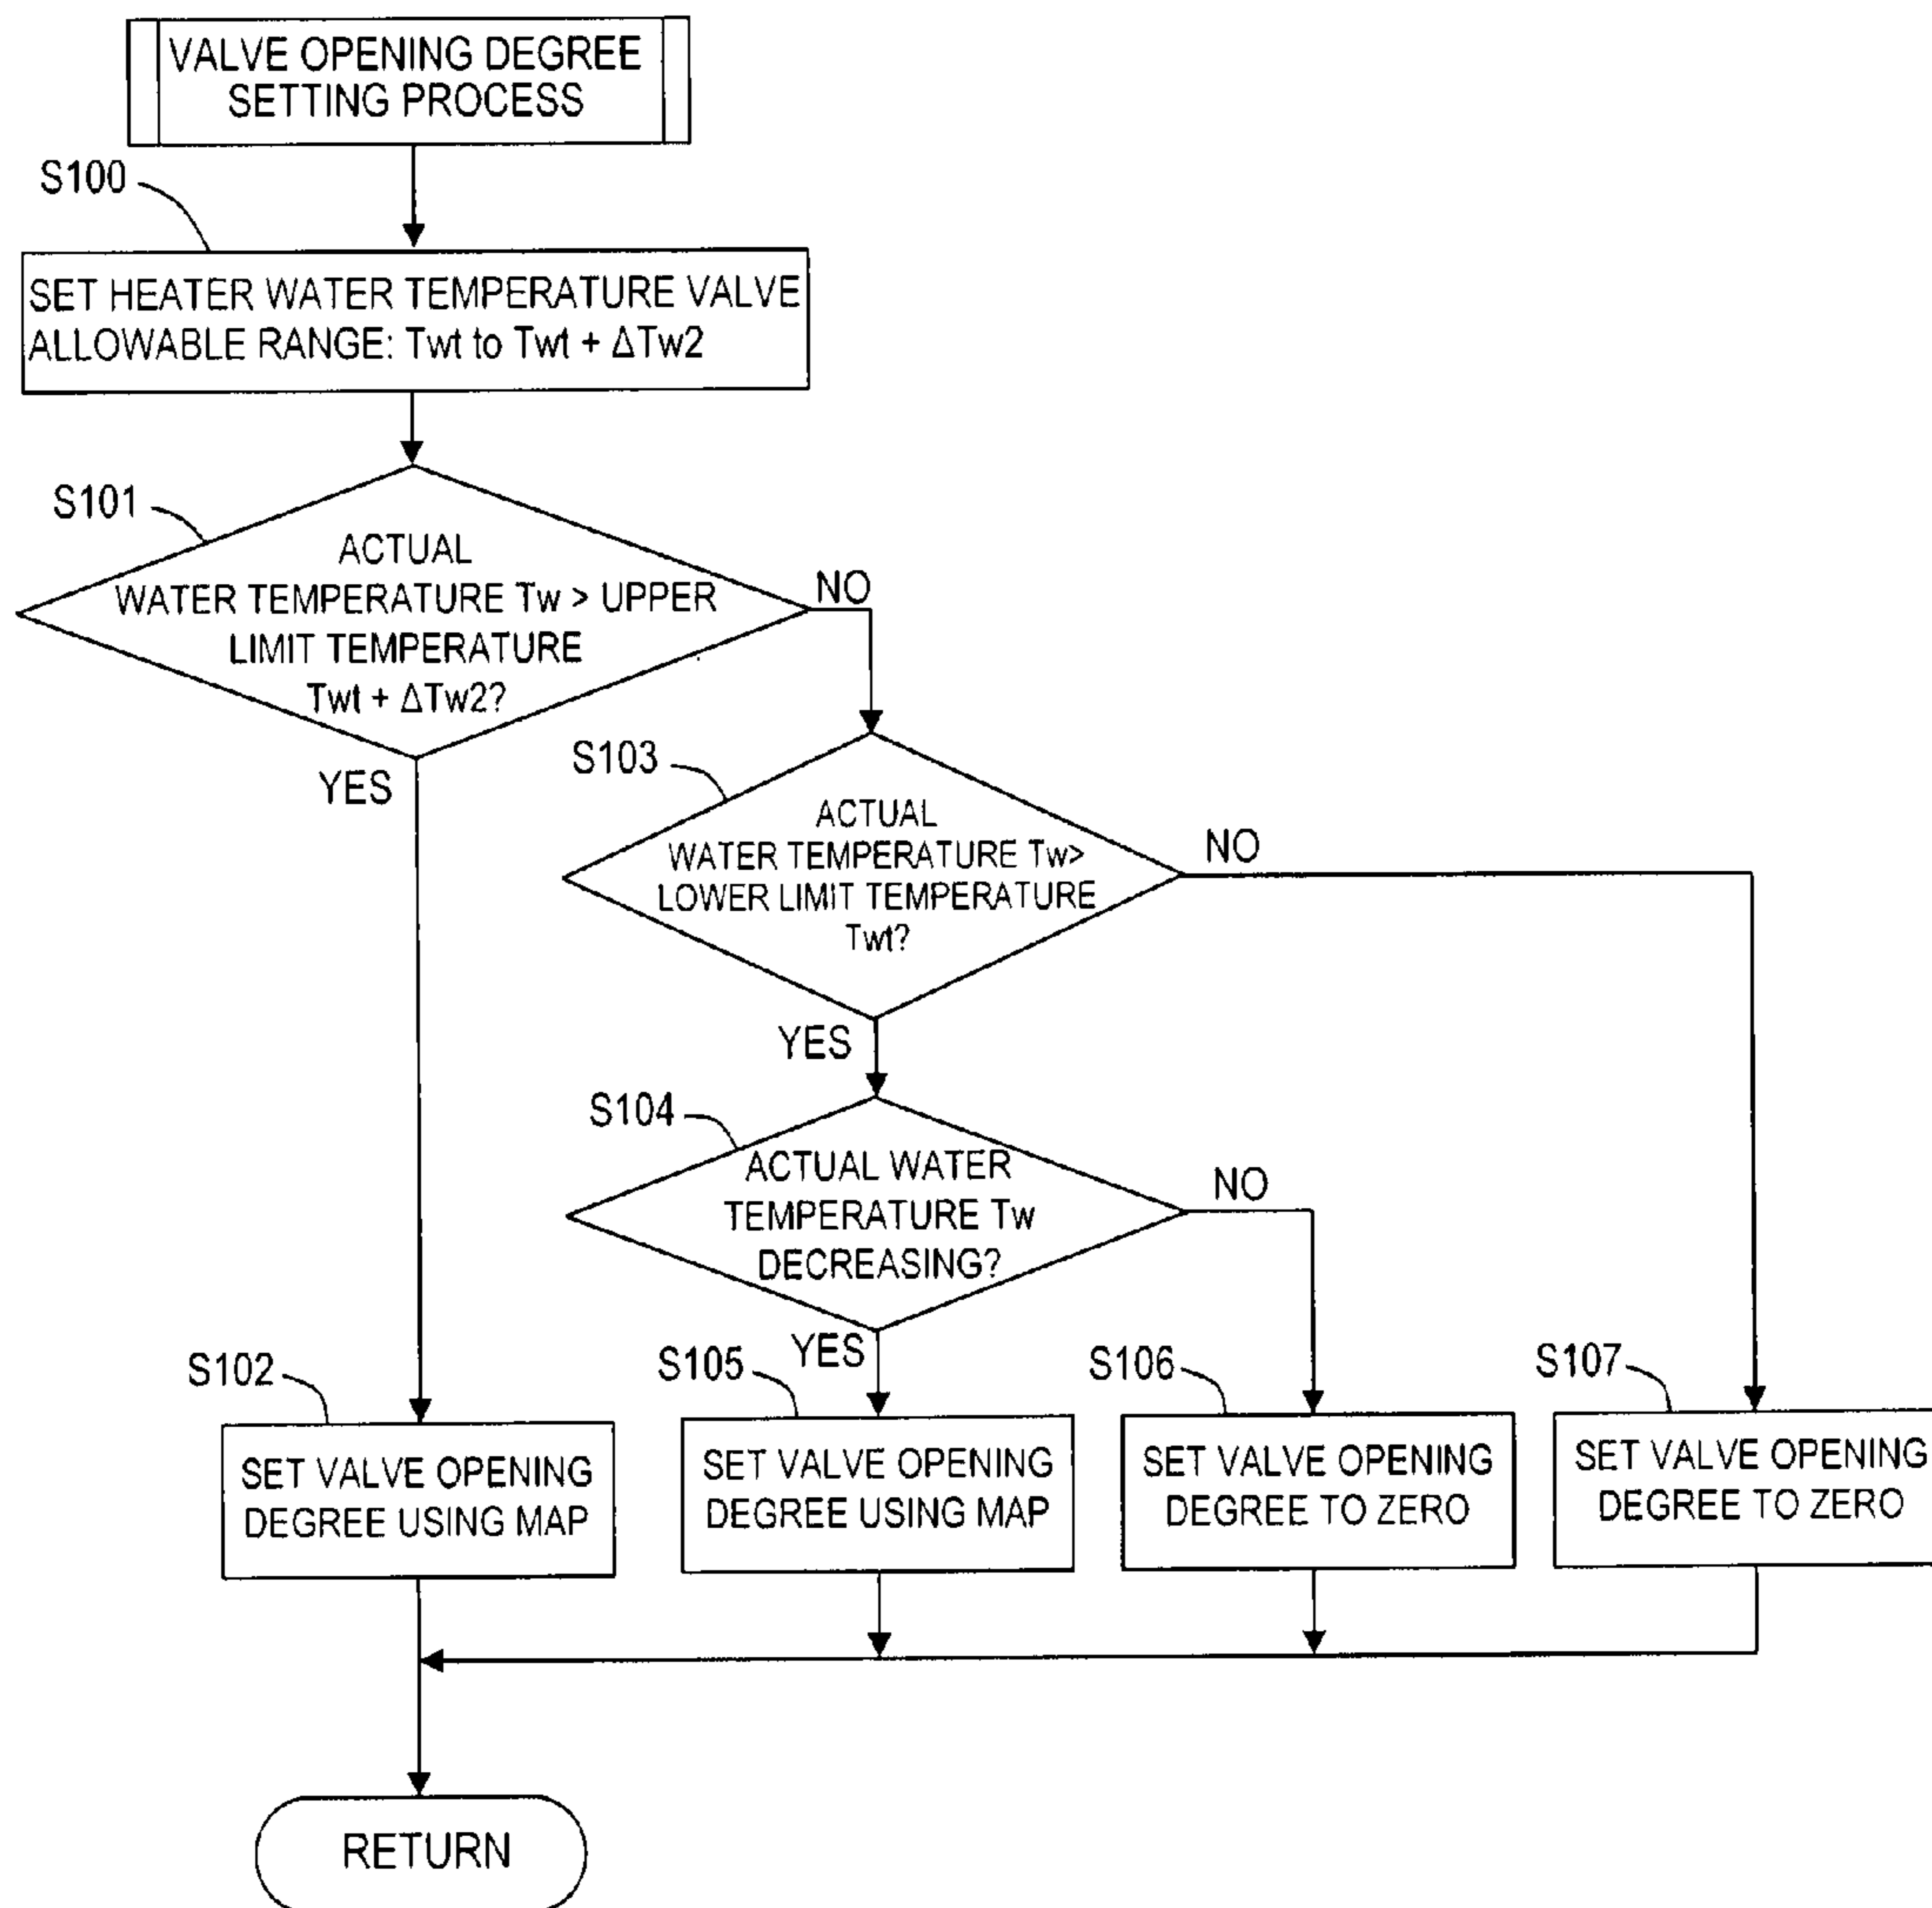 VALVE OPENING DEGREE
SETTING PROCESS
S100
SET HEATER WATER TEMPERATURE VALVE
ALLOWABLE RANGE: Twt to Twt + ΔTw2
S101
ACTUAL
WATER TEMPERATURE Tw > UPPER
LIMIT TEMPERATURE
Twt + ΔTw2?
NO
YES
S103
ACTUAL
WATER TEMPERATURE Tw>
LOWER LIMIT TEMPERATURE
Twt?
NO
YES
S104
ACTUAL WATER
TEMPERATURE Tw
DECREASING?
NO
YES
S102
SET VALVE OPENING
DEGREE USING MAP
S105
SET VALVE OPENING
DEGREE USING MAP
S106
SET VALVE OPENING
DEGREE TO ZERO
S107
SET VALVE OPENING
DEGREE TO ZERO
RETURN